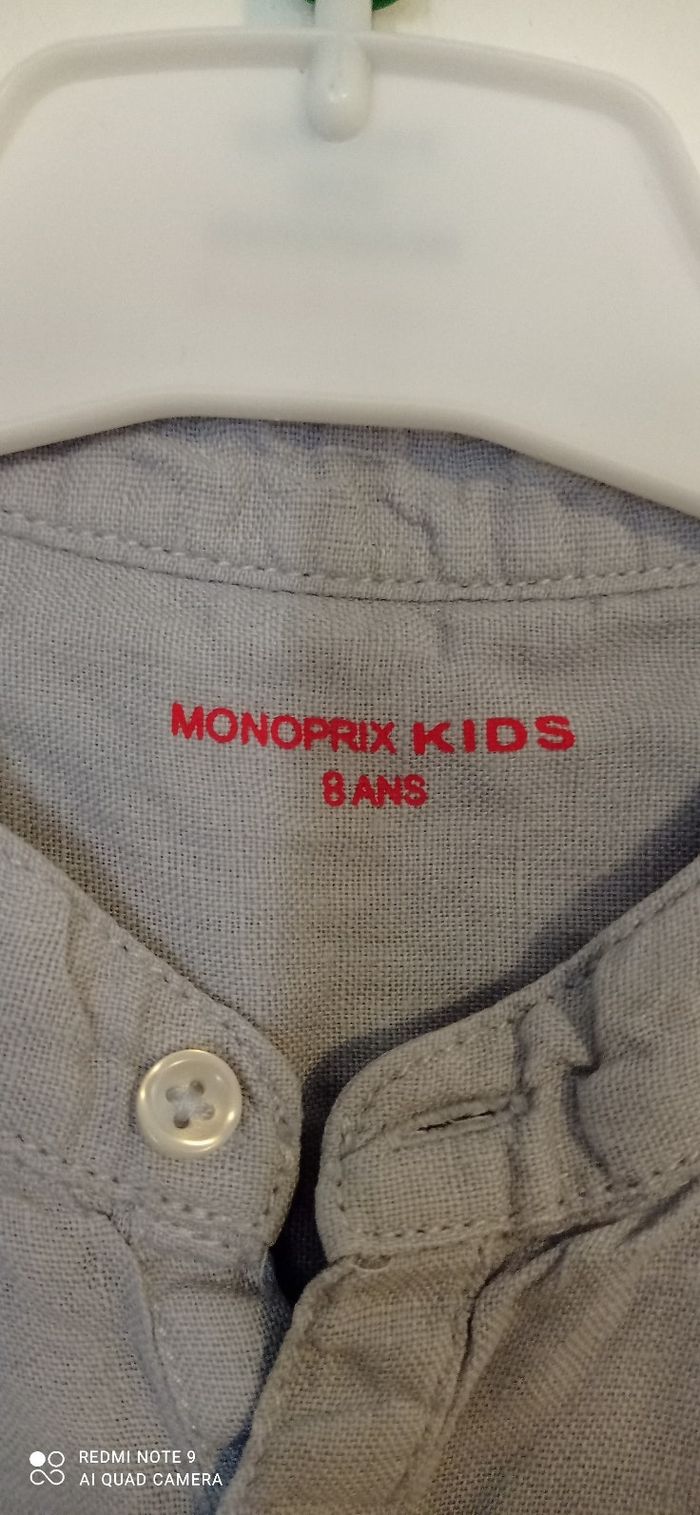 MONOPRIX KIDS
8 ANS
REDMI NOTE 9
AI QUAD CAMERA